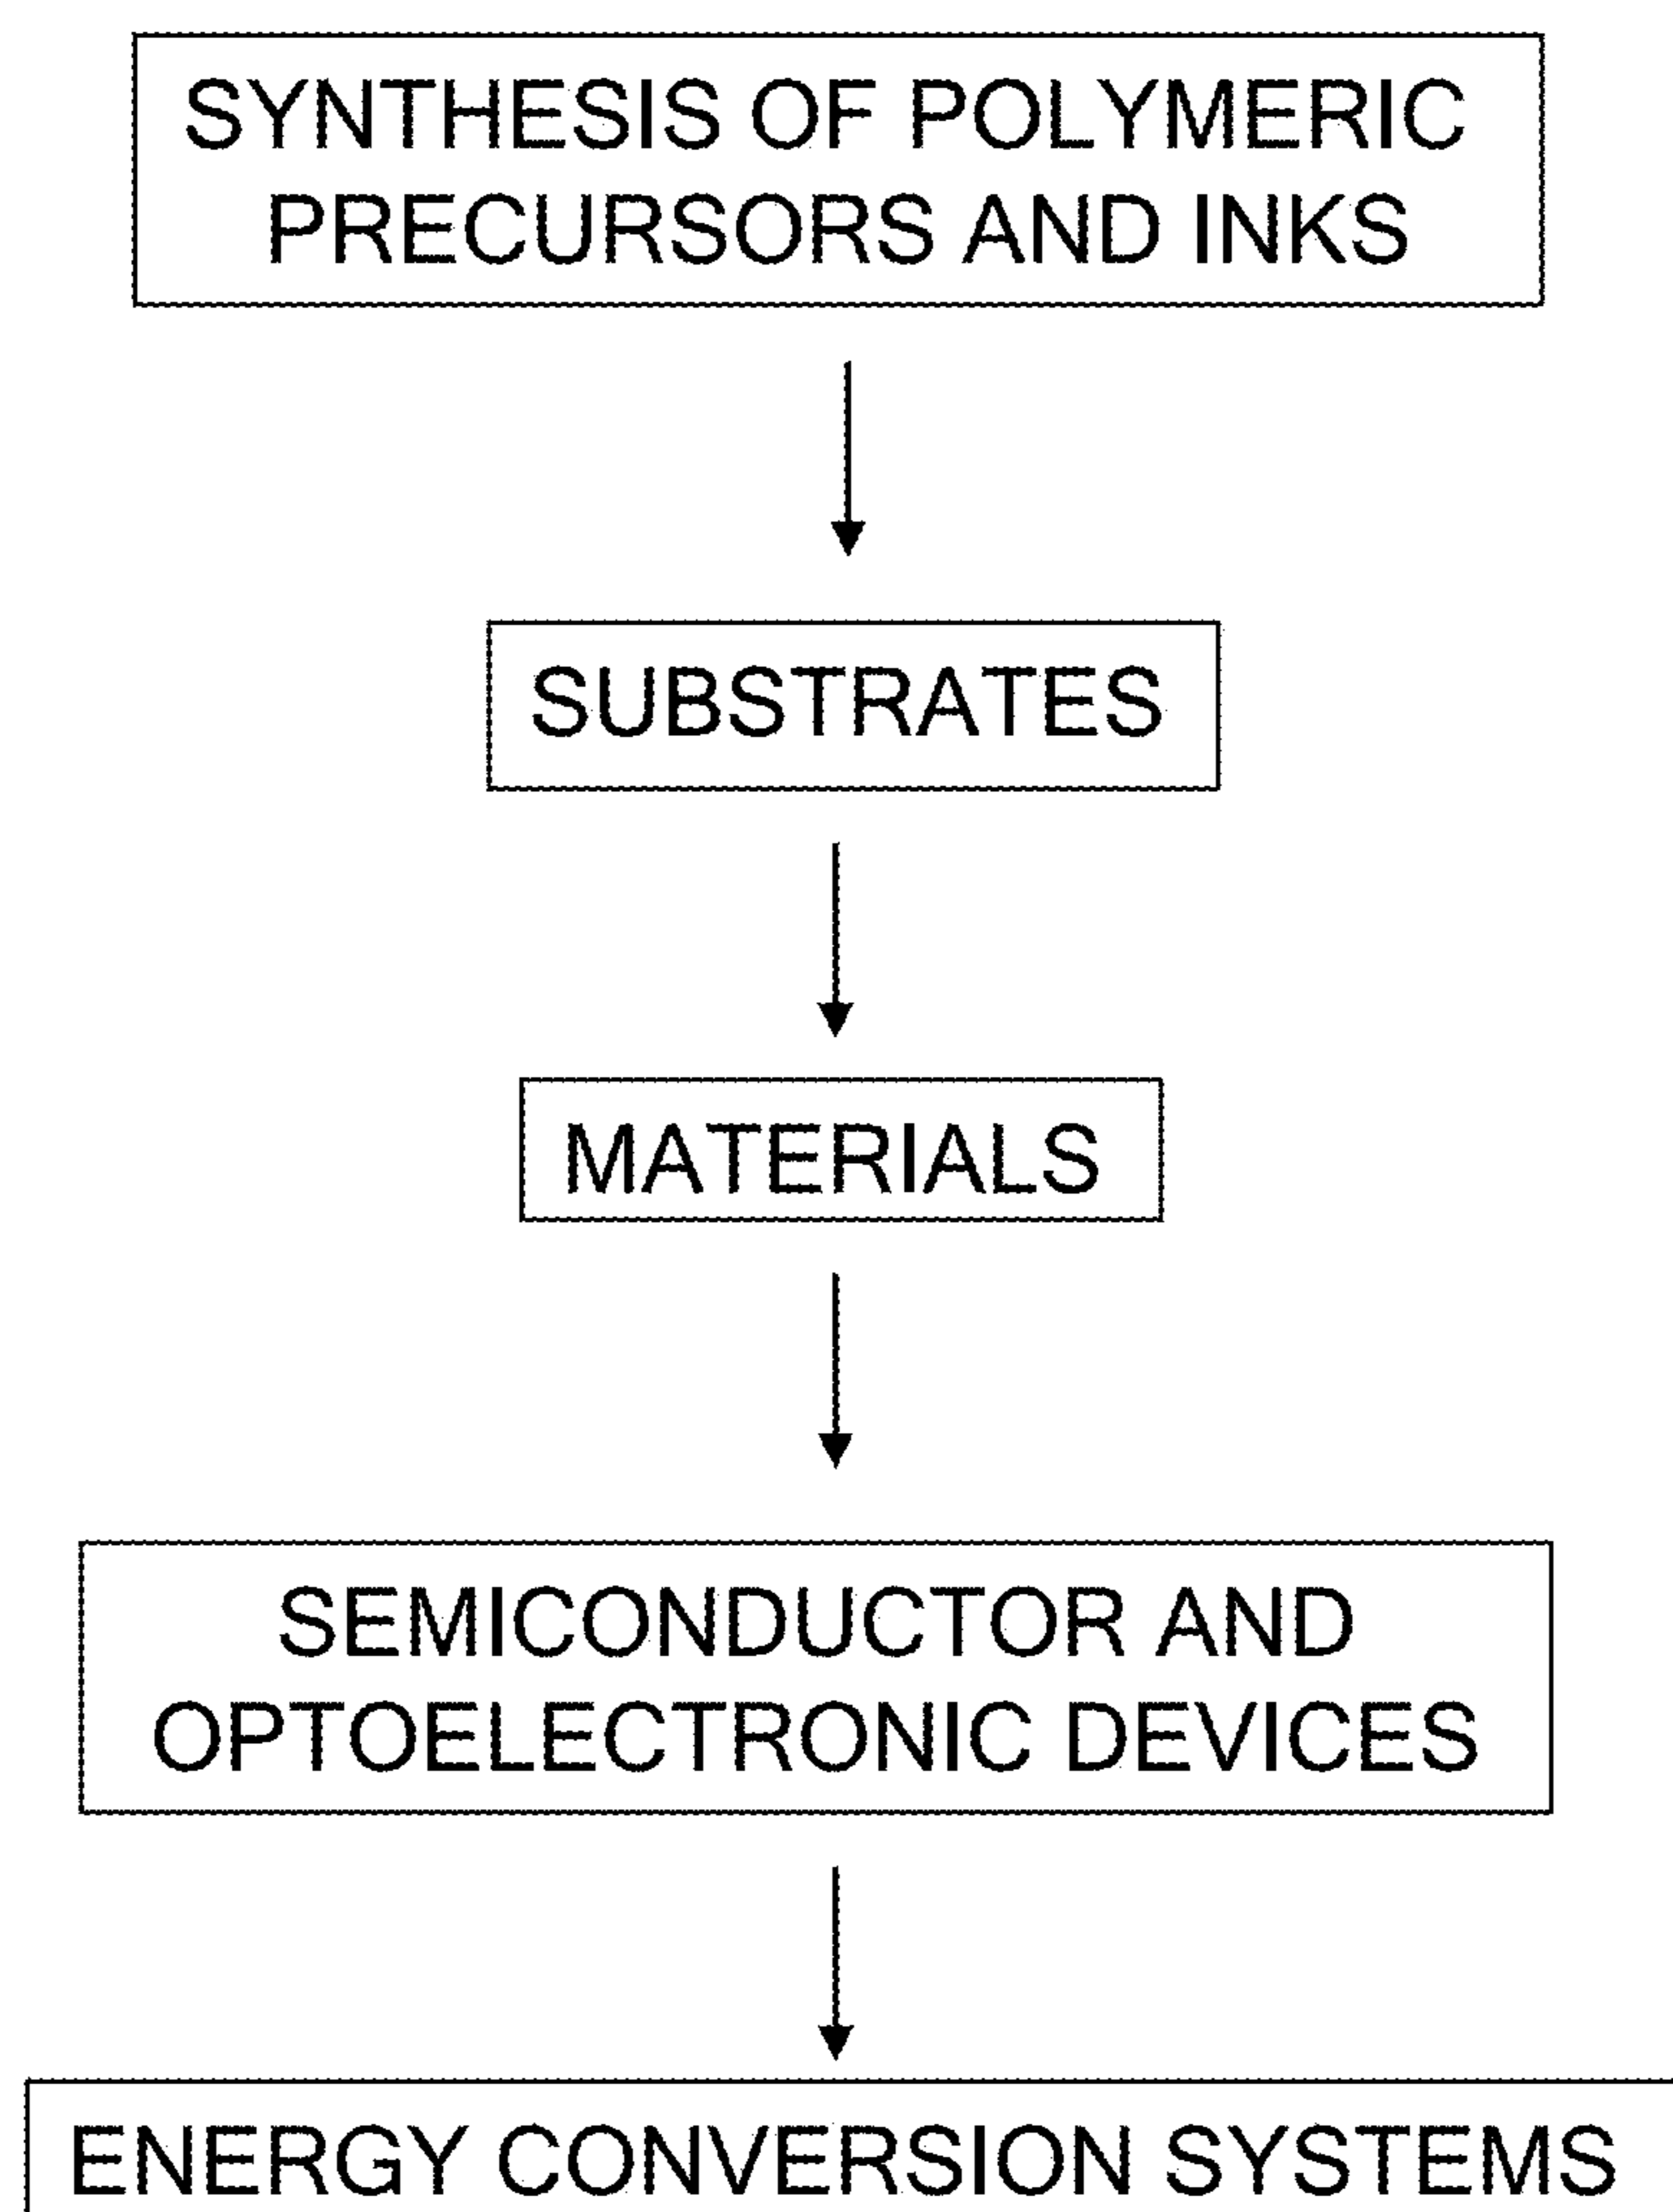 SYNTHESIS OF POLYMERIC
PRECURSORS AND INKS
SUBSTRATES
MATERIALS
SEMICONDUCTOR AND
OPTOELECTRONIC DEVICES
ENERGY CONVERSION SYSTEMS